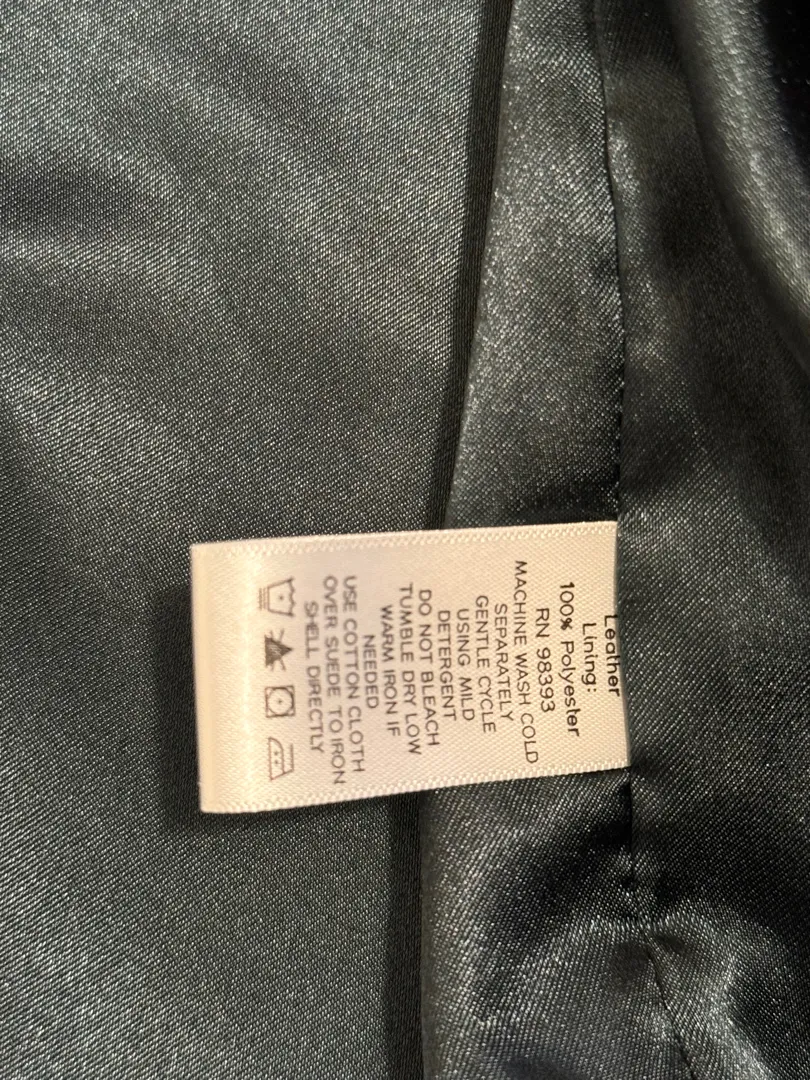 Leather
Lining:
100% Polyester
RN 98393
MACHINE WASH COLD
SEPARATELY
GENTLE CYCLE
USING MILD
DETERGENT
DO NOT BLEACH
TUMBLE DRY LOW
WARM IRON IF
NEEDED
USE COTTON CLOTH
OVER SUEDE TO IRON
SHELL DIRECTLY